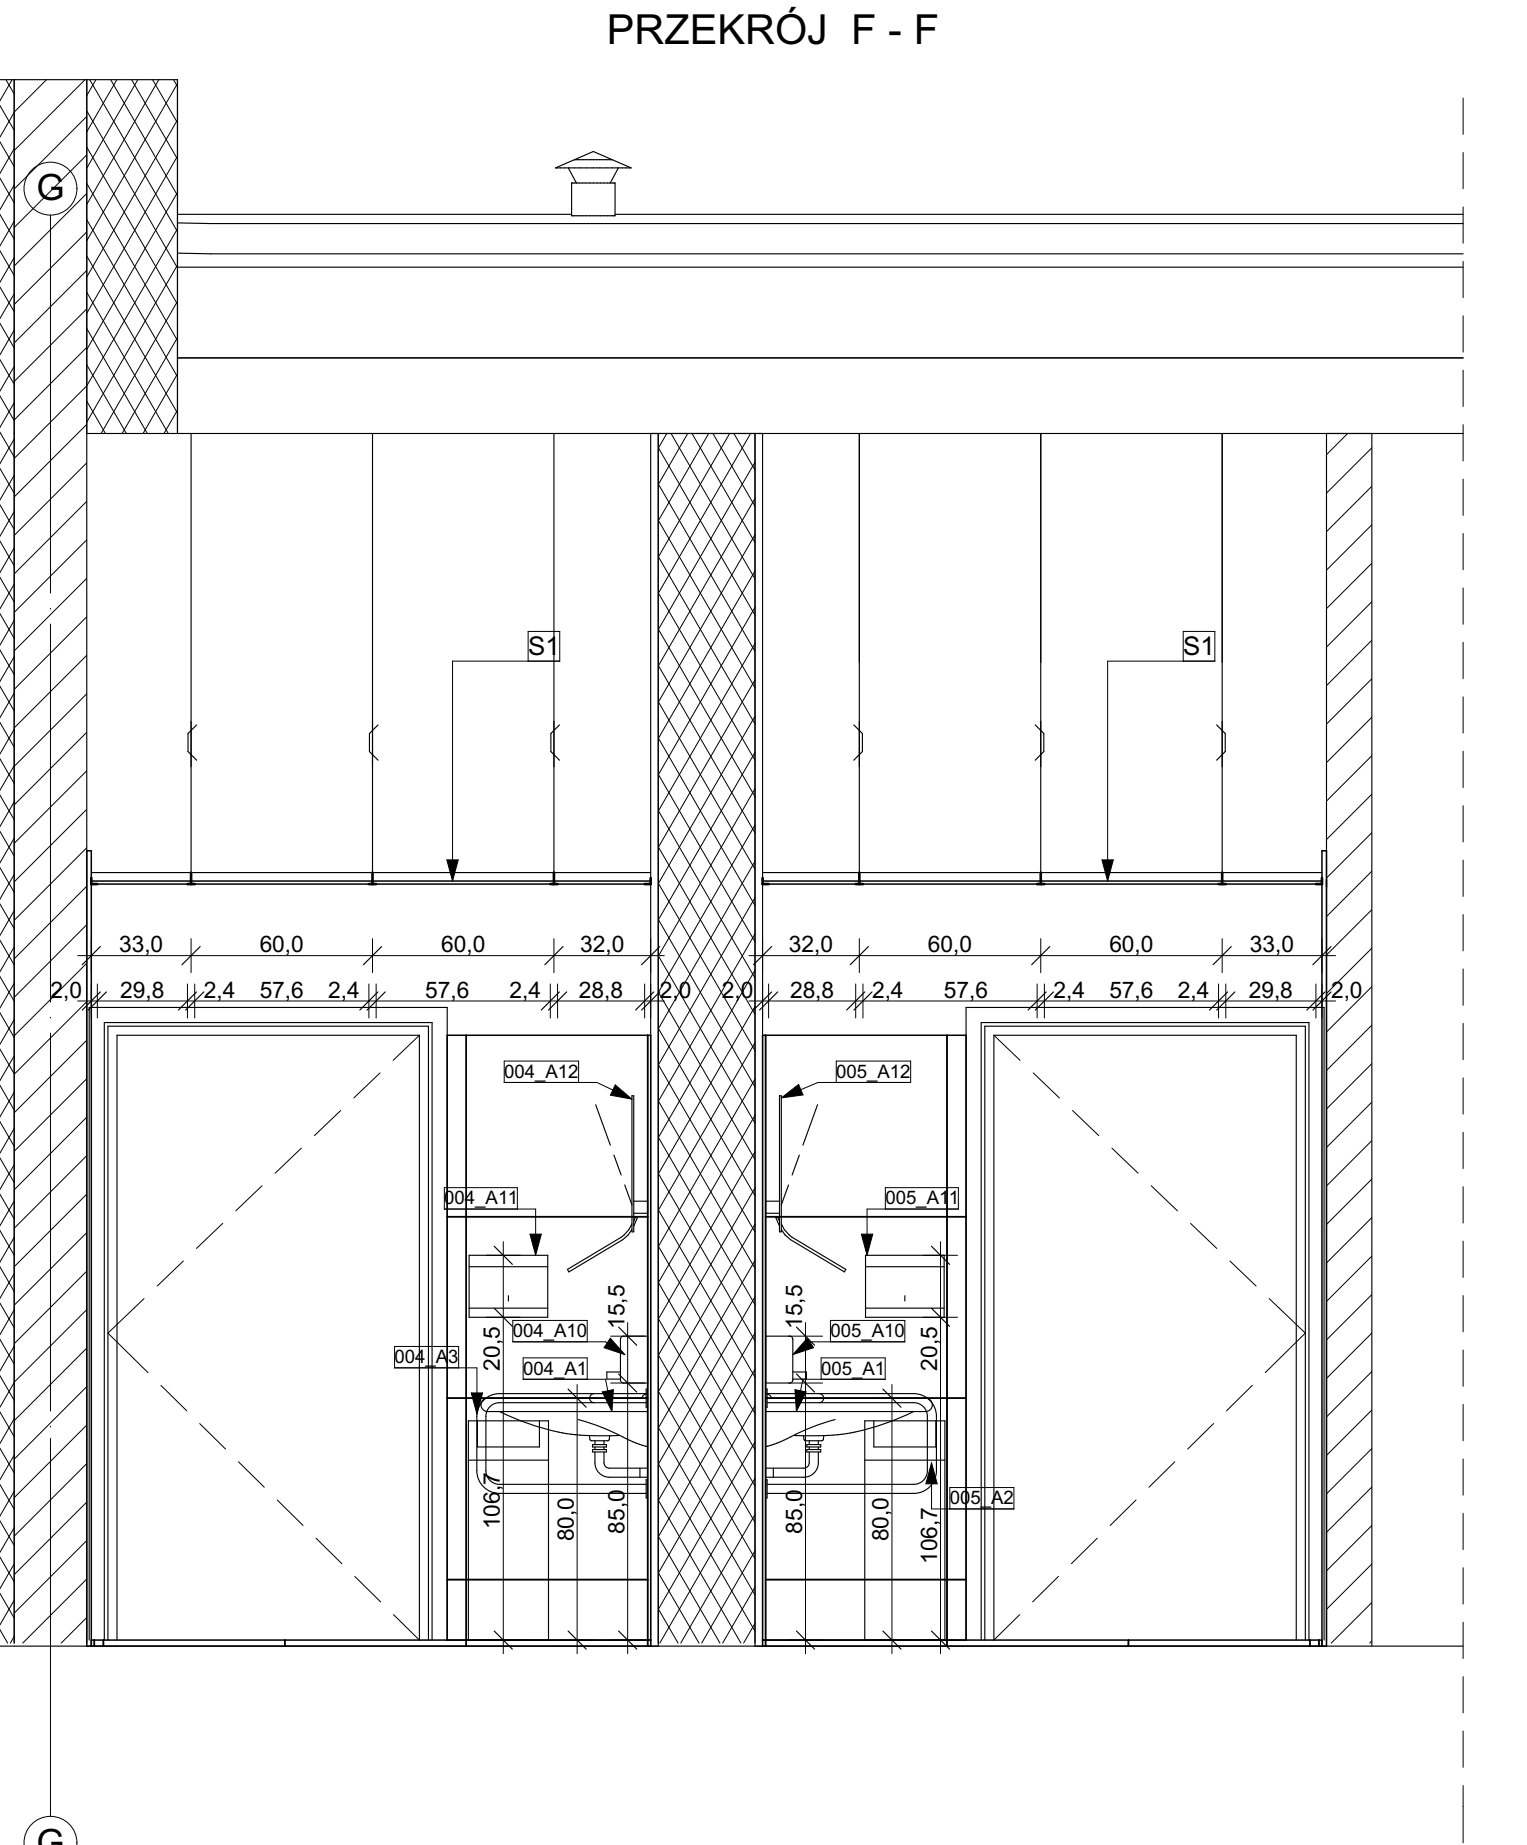 PRZEKRÓJ F - F
G
S1 S1
33,0 60,0 60,0 32,0 32,0 60,0 60,0 33,0
2,0 29,8 2,4 57,6 2,4 57,6 2,4 28,8 2,0 2,0 28,8 2,4 57,6 2,4 57,6 2,4 29,8 2,0
004_A12 005_A12
004_A11 005_A11
15,5 15,5
004_A10 005_A10
20,5 20,5
004_A3 004_A1 005_A1
005_A2
106,7 80,0 85,0 85,0 80,0 106,7
G